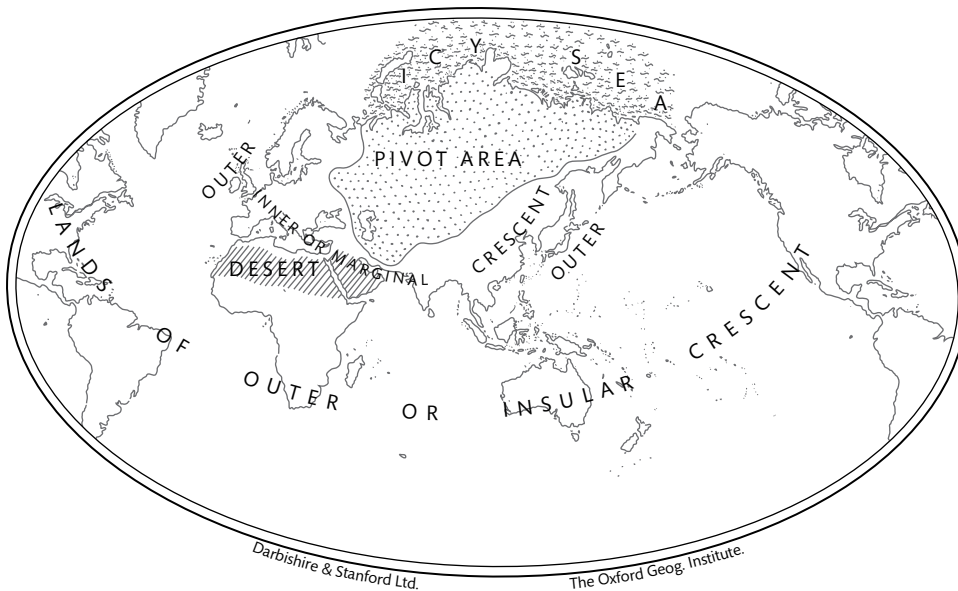 ICY SEA
PIVOT AREA
OUTER
INNER OR MARGINAL CRESCENT
OUTER
DESERT
LANDS OF OUTER OR INSULAR CRESCENT
Darbishire & Stanford Ltd.
The Oxford Geog. Institute.